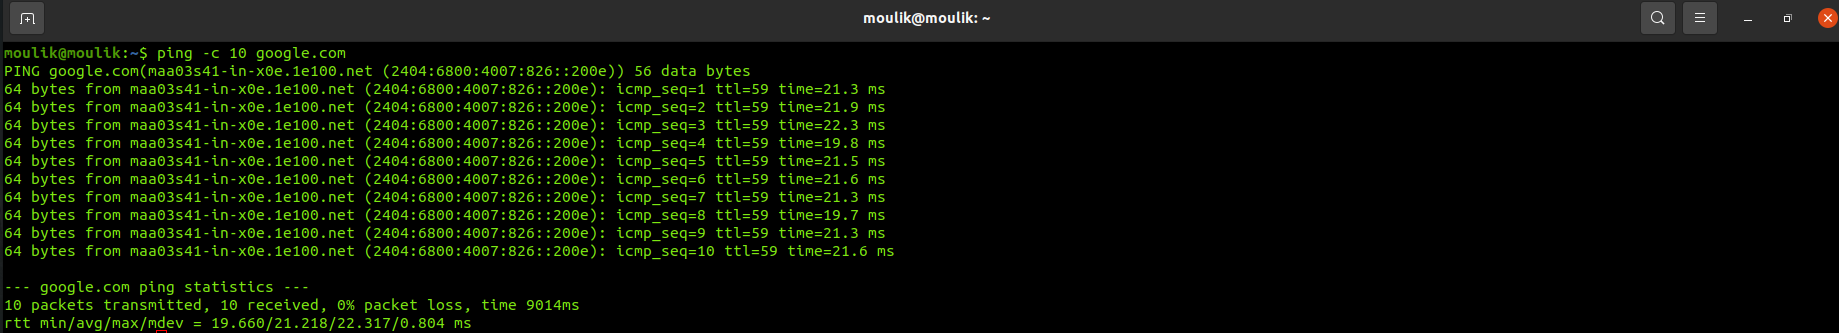 moulik@moulik: ~
moulik@moulik:~$ ping -c 10 google.com
PING google.com(maa03s41-in-x0e.1e100.net (2404:6800:4007:826::200e)) 56 data bytes
64 bytes from maa03s41-in-x0e.1e100.net (2404:6800:4007:826::200e): icmp_seq=1 ttl=59 time=21.3 ms
64 bytes from maa03s41-in-x0e.1e100.net (2404:6800:4007:826::200e): icmp_seq=2 ttl=59 time=21.9 ms
64 bytes from maa03s41-in-x0e.1e100.net (2404:6800:4007:826::200e): icmp_seq=3 ttl=59 time=22.3 ms
64 bytes from maa03s41-in-x0e.1e100.net (2404:6800:4007:826::200e): icmp_seq=4 ttl=59 time=19.8 ms
64 bytes from maa03s41-in-x0e.1e100.net (2404:6800:4007:826::200e): icmp_seq=5 ttl=59 time=21.5 ms
64 bytes from maa03s41-in-x0e.1e100.net (2404:6800:4007:826::200e): icmp_seq=6 ttl=59 time=21.6 ms
64 bytes from maa03s41-in-x0e.1e100.net (2404:6800:4007:826::200e): icmp_seq=7 ttl=59 time=21.3 ms
64 bytes from maa03s41-in-x0e.1e100.net (2404:6800:4007:826::200e): icmp_seq=8 ttl=59 time=19.7 ms
64 bytes from maa03s41-in-x0e.1e100.net (2404:6800:4007:826::200e): icmp_seq=9 ttl=59 time=21.3 ms
64 bytes from maa03s41-in-x0e.1e100.net (2404:6800:4007:826::200e): icmp_seq=10 ttl=59 time=21.6 ms
--- google.com ping statistics ---
10 packets transmitted, 10 received, 0% packet loss, time 9014ms
rtt min/avg/max/mdev = 19.660/21.218/22.317/0.804 ms